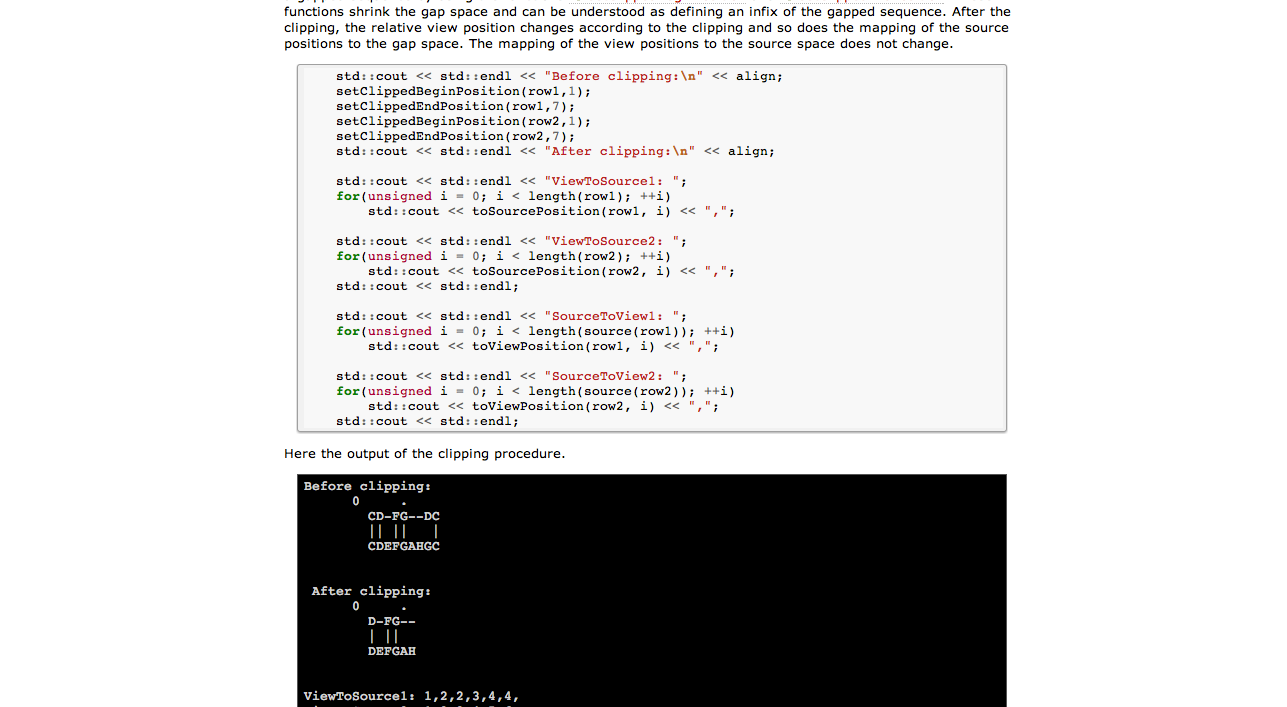 functions shrink the gap space and can be understood as defining an infix of the gapped sequence. After the
clipping, the relative view position changes according to the clipping and so does the mapping of the source
positions to the gap space. The mapping of the view positions to the source space does not change.
std::cout << std::endl << "Before clipping:\n" << align;
setClippedBeginPosition(row1,1);
setClippedEndPosition(row1,7);
setClippedBeginPosition(row2,1);
setClippedEndPosition(row2,7);
std::cout << std::endl << "After clipping:\n" << align;
std::cout << std::endl << "ViewToSource1: ";
for(unsigned i = 0; i < length(row1); ++i)
    std::cout << toSourcePosition(row1, i) << ",";
std::cout << std::endl << "ViewToSource2: ";
for(unsigned i = 0; i < length(row2); ++i)
    std::cout << toSourcePosition(row2, i) << ",";
std::cout << std::endl;
std::cout << std::endl << "SourceToView1: ";
for(unsigned i = 0; i < length(source(row1)); ++i)
    std::cout << toViewPosition(row1, i) << ",";
std::cout << std::endl << "SourceToView2: ";
for(unsigned i = 0; i < length(source(row2)); ++i)
    std::cout << toViewPosition(row2, i) << ",";
std::cout << std::endl;
Here the output of the clipping procedure.
Before clipping:
      0     .
        CD-FG--DC
        || ||   |
        CDEFGAHGC
 After clipping:
      0     .
        D-FG--
        | ||
        DEFGAH
ViewToSource1: 1,2,2,3,4,4,